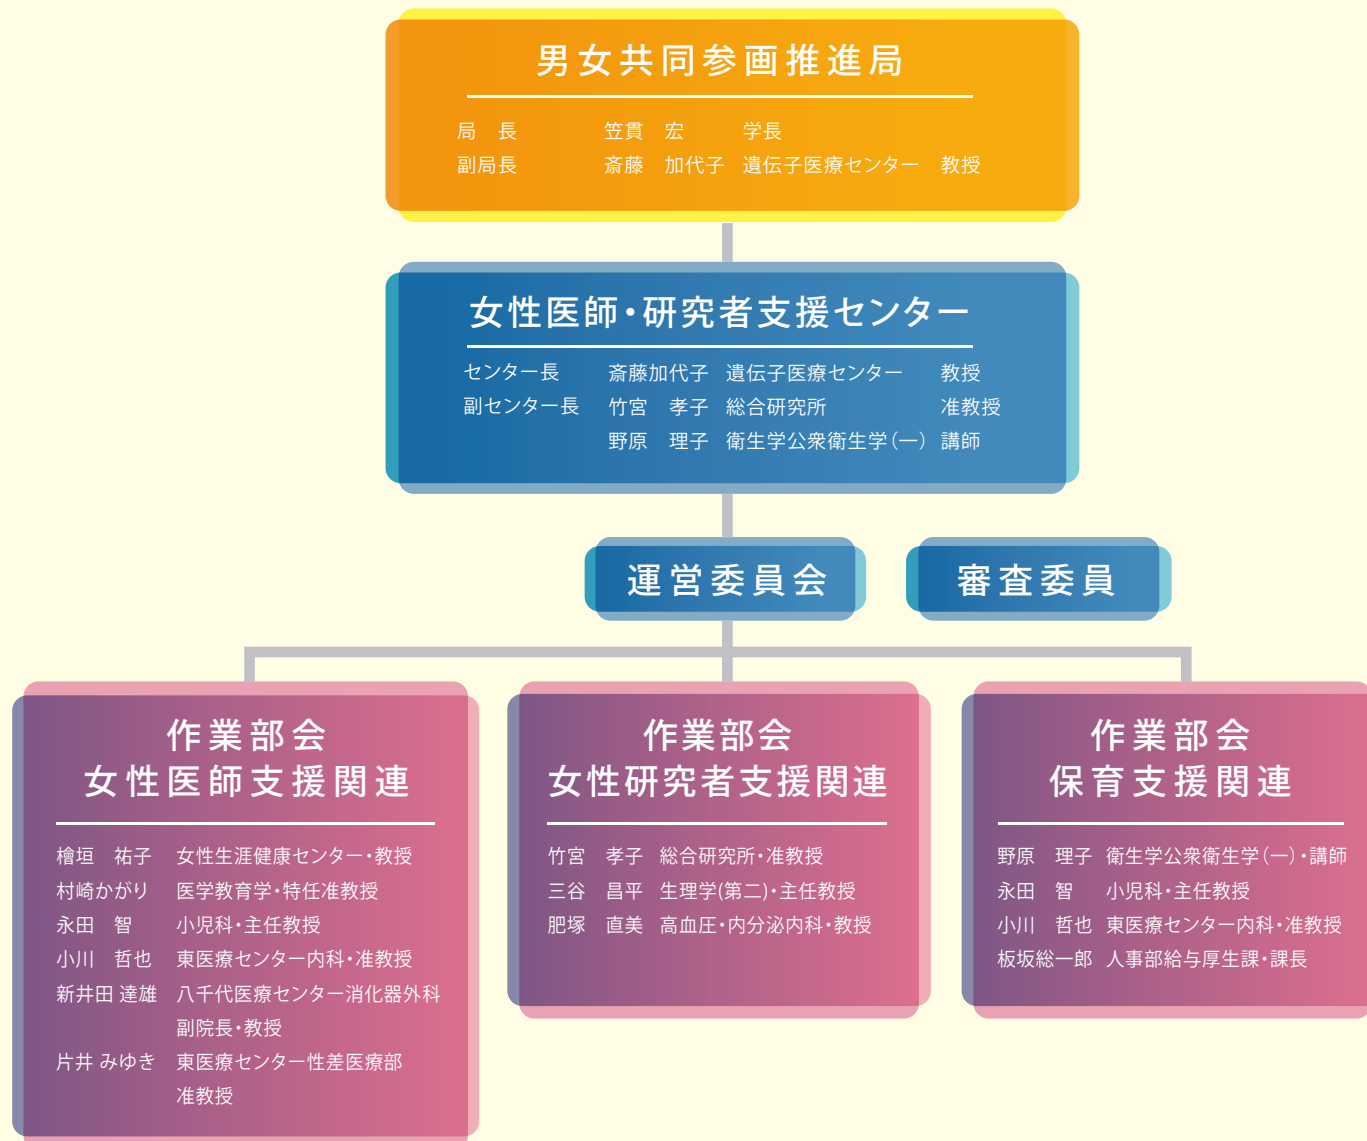 男女共同参画推進局
局　長　笠貫　宏　学長
副局長　斎藤　加代子　遺伝子医療センター　教授
女性医師・研究者支援センター
センター長　斎藤加代子　遺伝子医療センター　教授
副センター長　竹宮　孝子　総合研究所　准教授
野原　理子　衛生学公衆衛生学（一）　講師
運営委員会
審査委員
作業部会
女性医師支援関連
檜垣　祐子　女性生涯健康センター・教授
村崎かがり　医学教育学・特任准教授
永田　智　小児科・主任教授
小川　哲也　東医療センター内科・准教授
新井田 達雄　八千代医療センター消化器外科
副院長・教授
片井 みゆき　東医療センター性差医療部
准教授
作業部会
女性研究者支援関連
竹宮　孝子　総合研究所・准教授
三谷　昌平　生理学(第二)・主任教授
肥塚　直美　高血圧・内分泌内科・教授
作業部会
保育支援関連
野原　理子　衛生学公衆衛生学（一）・講師
永田　智　小児科・主任教授
小川　哲也　東医療センター内科・准教授
板坂総一郎　人事部給与厚生課・課長